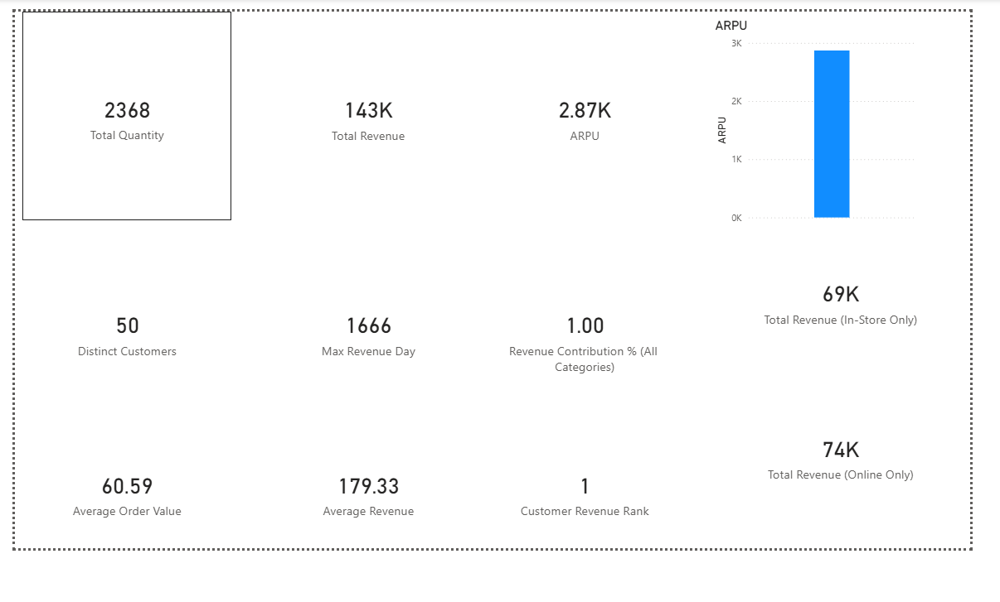 2368
Total Quantity
143K
Total Revenue
2.87K
ARPU
ARPU
3K
2K
1K
0K
ARPU
50
Distinct Customers
1666
Max Revenue Day
1.00
Revenue Contribution % (All
Categories)
69K
Total Revenue (In-Store Only)
60.59
Average Order Value
179.33
Average Revenue
1
Customer Revenue Rank
74K
Total Revenue (Online Only)